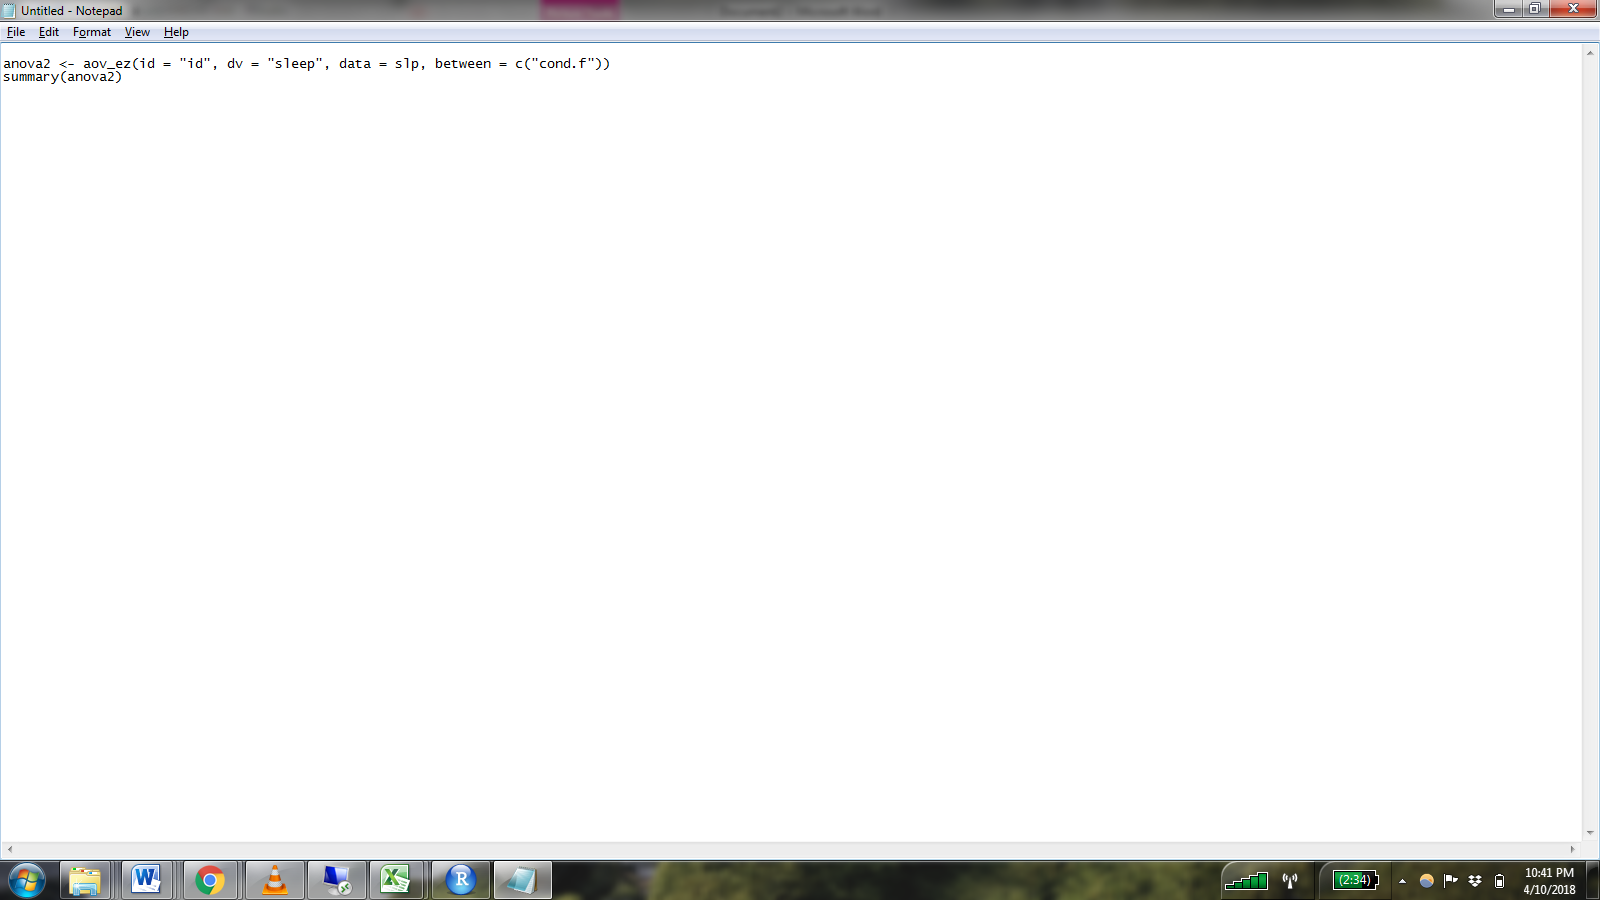 Untitled - Notepad
File Edit Format View Help
anova2 <- aov_ez(id = "id", dv = "sleep", data = slp, between = c("cond.f"))
summary(anova2)
W
X
R
(2:34)
10:41 PM
4/10/2018